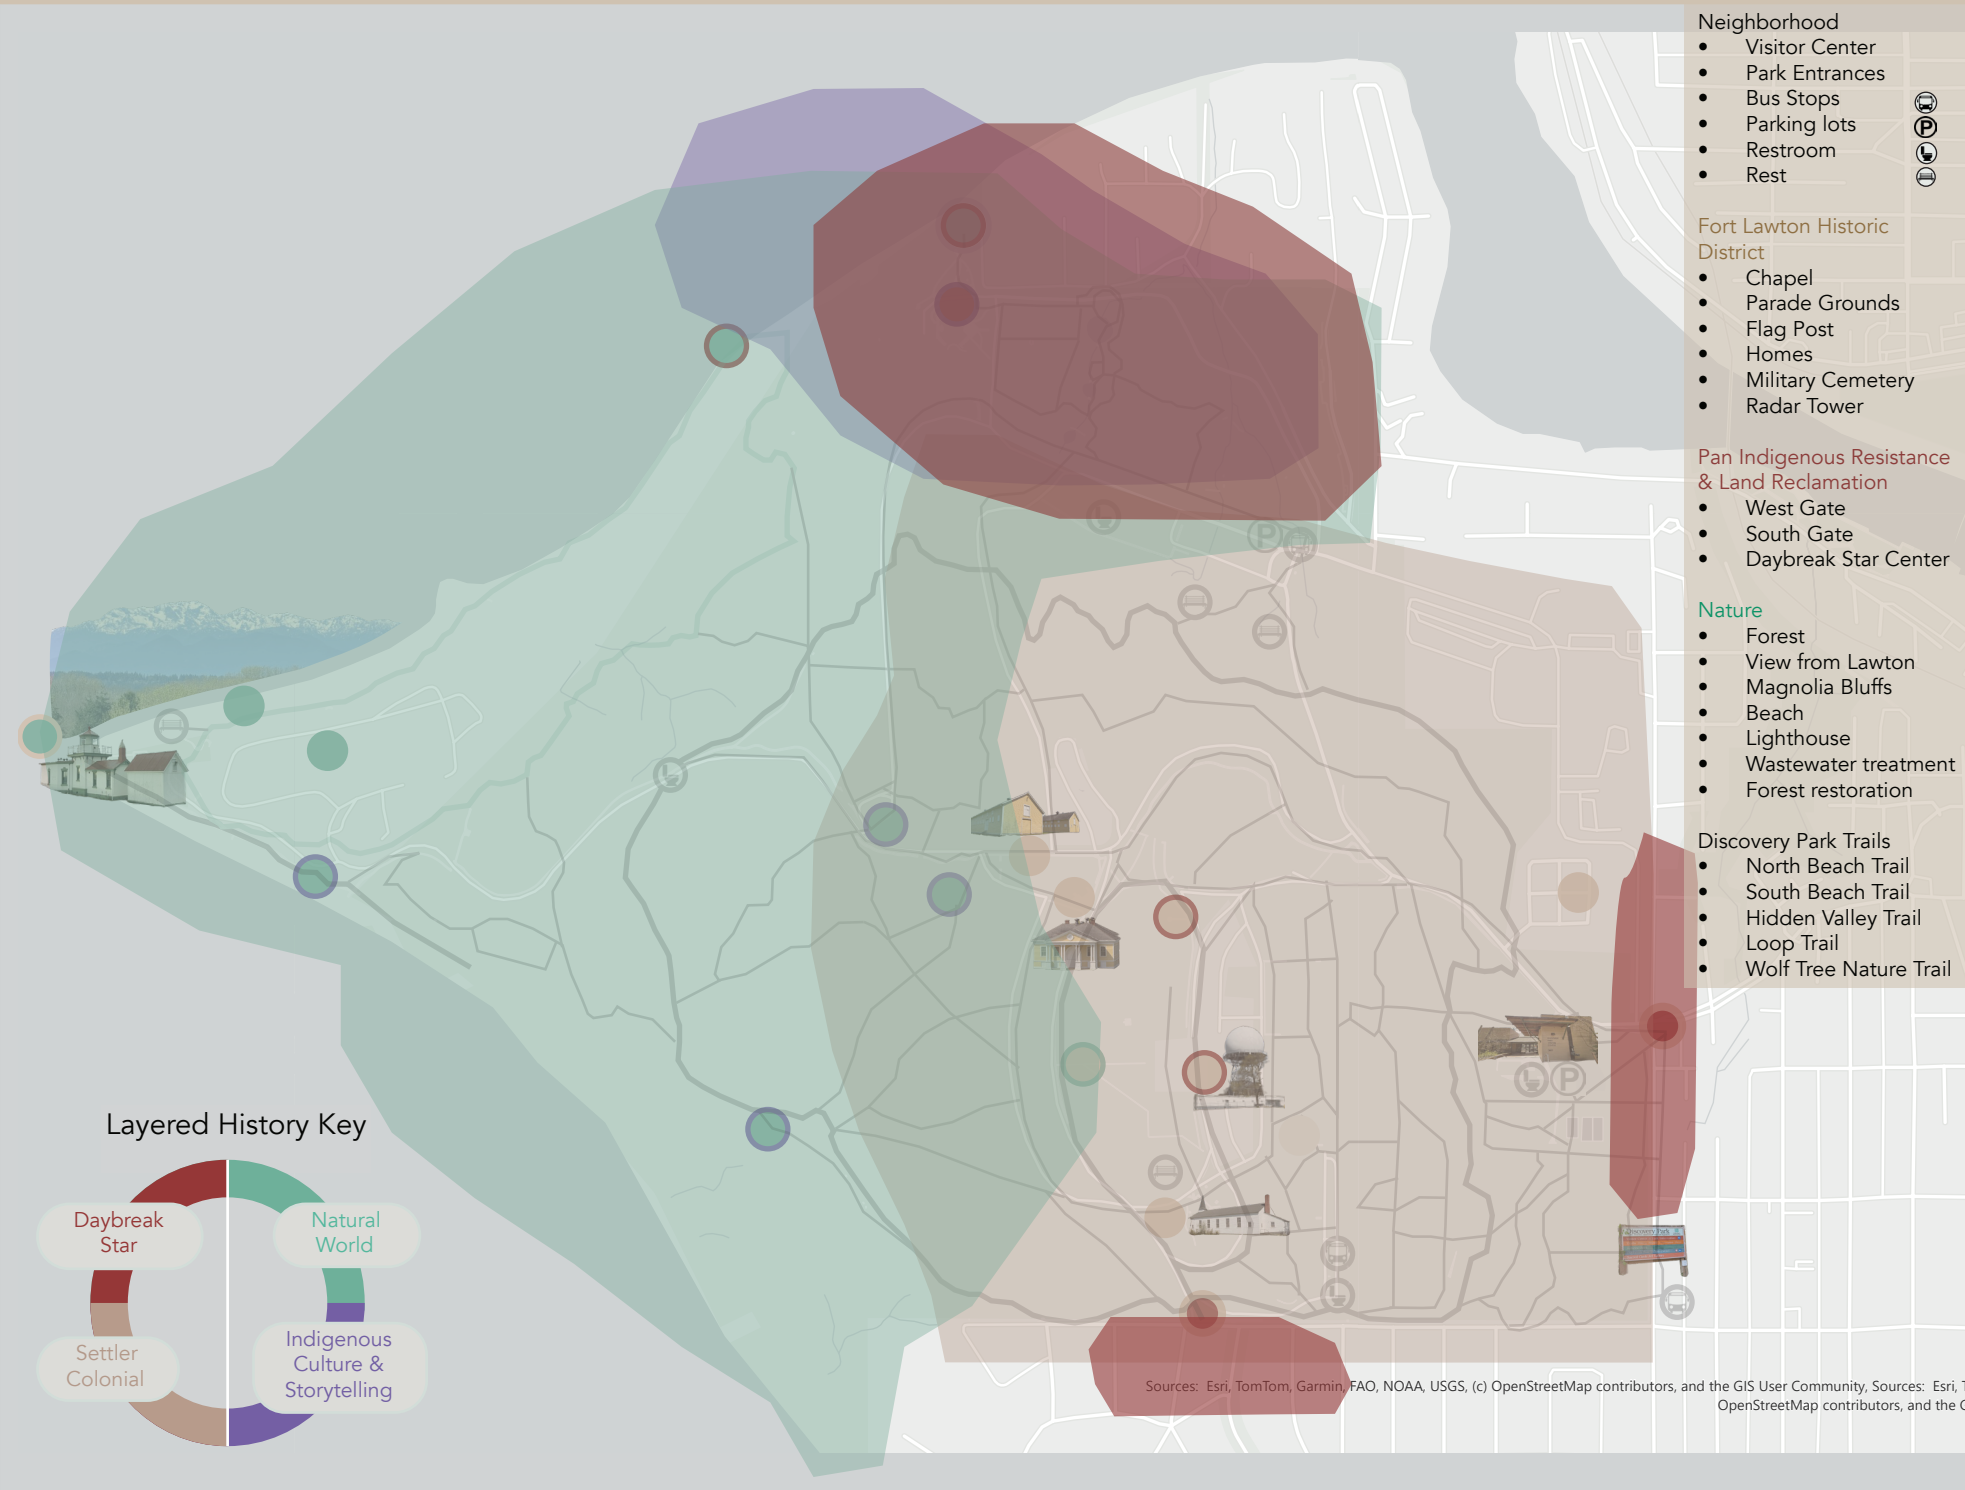 Neighborhood
• Visitor Center
• Park Entrances
• Bus Stops
• Parking lots P
• Restroom
• Rest
Fort Lawton Historic
District
• Chapel
• Parade Grounds
• Flag Post
• Homes
• Military Cemetery
• Radar Tower
Pan Indigenous Resistance
& Land Reclamation
• West Gate
• South Gate
• Daybreak Star Center
Nature
• Forest
• View from Lawton
• Magnolia Bluffs
• Beach
• Lighthouse
• Wastewater treatment
• Forest restoration
Discovery Park Trails
• North Beach Trail
• South Beach Trail
• Hidden Valley Trail
• Loop Trail
• Wolf Tree Nature Trail
P
P
Discovery Park
Layered History Key
Daybreak
Star
Natural
World
Settler
Colonial
Indigenous
Culture &
Storytelling
Sources: Esri, TomTom, Garmin, FAO, NOAA, USGS, (c) OpenStreetMap contributors, and the GIS User Community, Sources: Esri, T
OpenStreetMap contributors, and the G